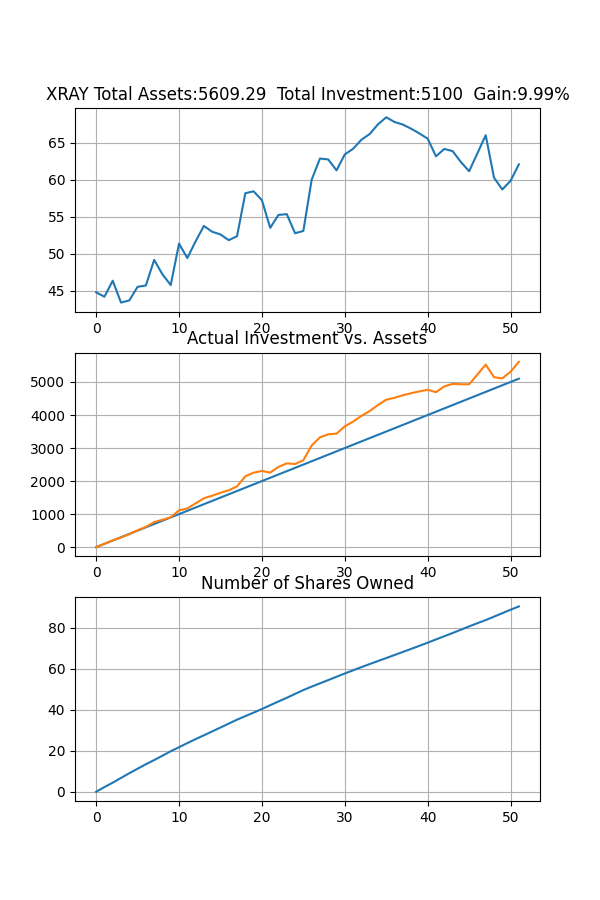 XRAY Total Assets:5609.29  Total Investment:5100  Gain:9.99%
65
60
55
50
45
0 10 20 30 40 50
Actual Investment vs. Assets
5000
4000
3000
2000
1000
0
0 10 20 30 40 50
Number of Shares Owned
80
60
40
20
0
0 10 20 30 40 50